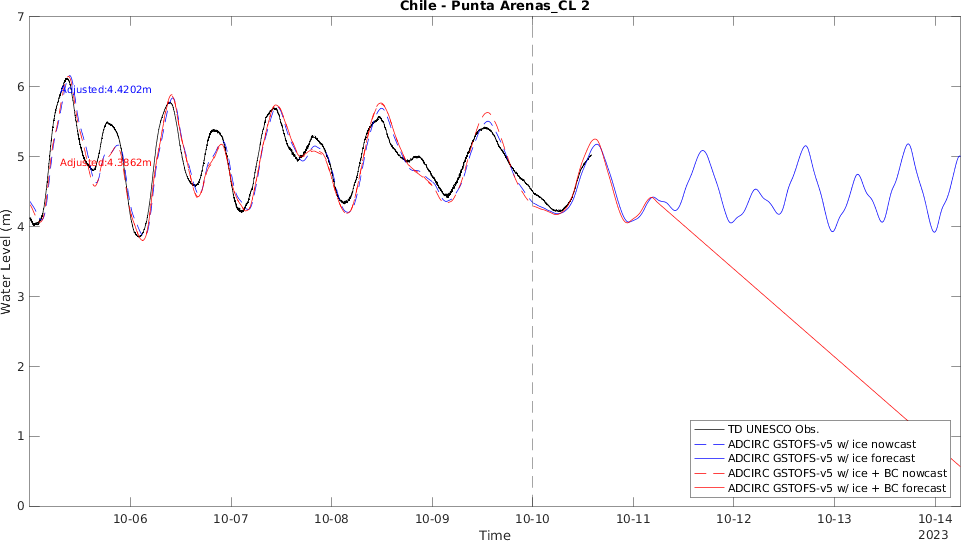 Chile - Punta Arenas_CL 2
7
6
5
4
3
2
1
0
Water Level (m)
Adjusted:4.4202m
Adjusted:4.3862m
TD UNESCO Obs.
ADCIRC GSTOFS-v5 w/ ice nowcast
ADCIRC GSTOFS-v5 w/ ice forecast
ADCIRC GSTOFS-v5 w/ ice + BC nowcast
ADCIRC GSTOFS-v5 w/ ice + BC forecast
10-06 10-07 10-08 10-09 10-10 10-11 10-12 10-13 10-14
Time
2023